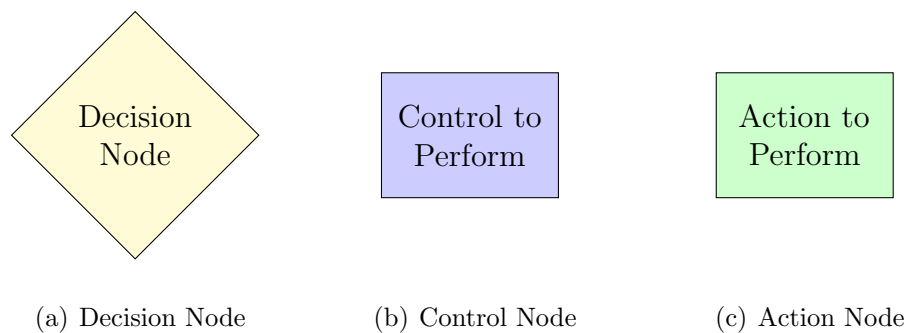 Decision
Node
Control to
Perform
Action to
Perform
(a) Decision Node
(b) Control Node
(c) Action Node